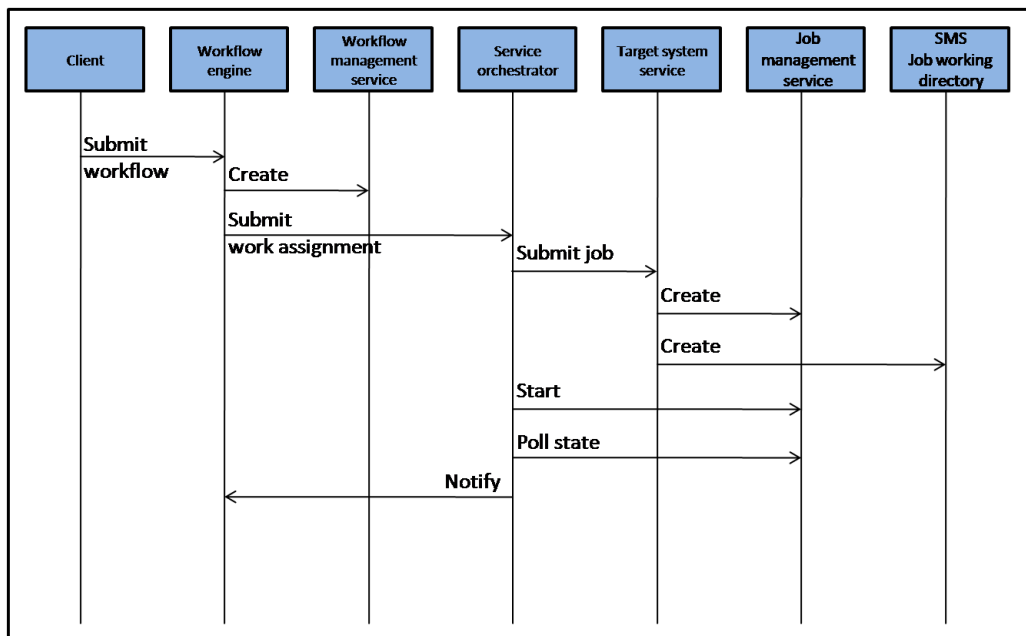 Client
Workflow
engine
Workflow
management
service
Service
orchestrator
Target system
service
Job
management
service
SMS
Job working
directory
Submit
workflow
Create
Submit
work assignment
Submit job
Create
Create
Start
Poll state
Notify